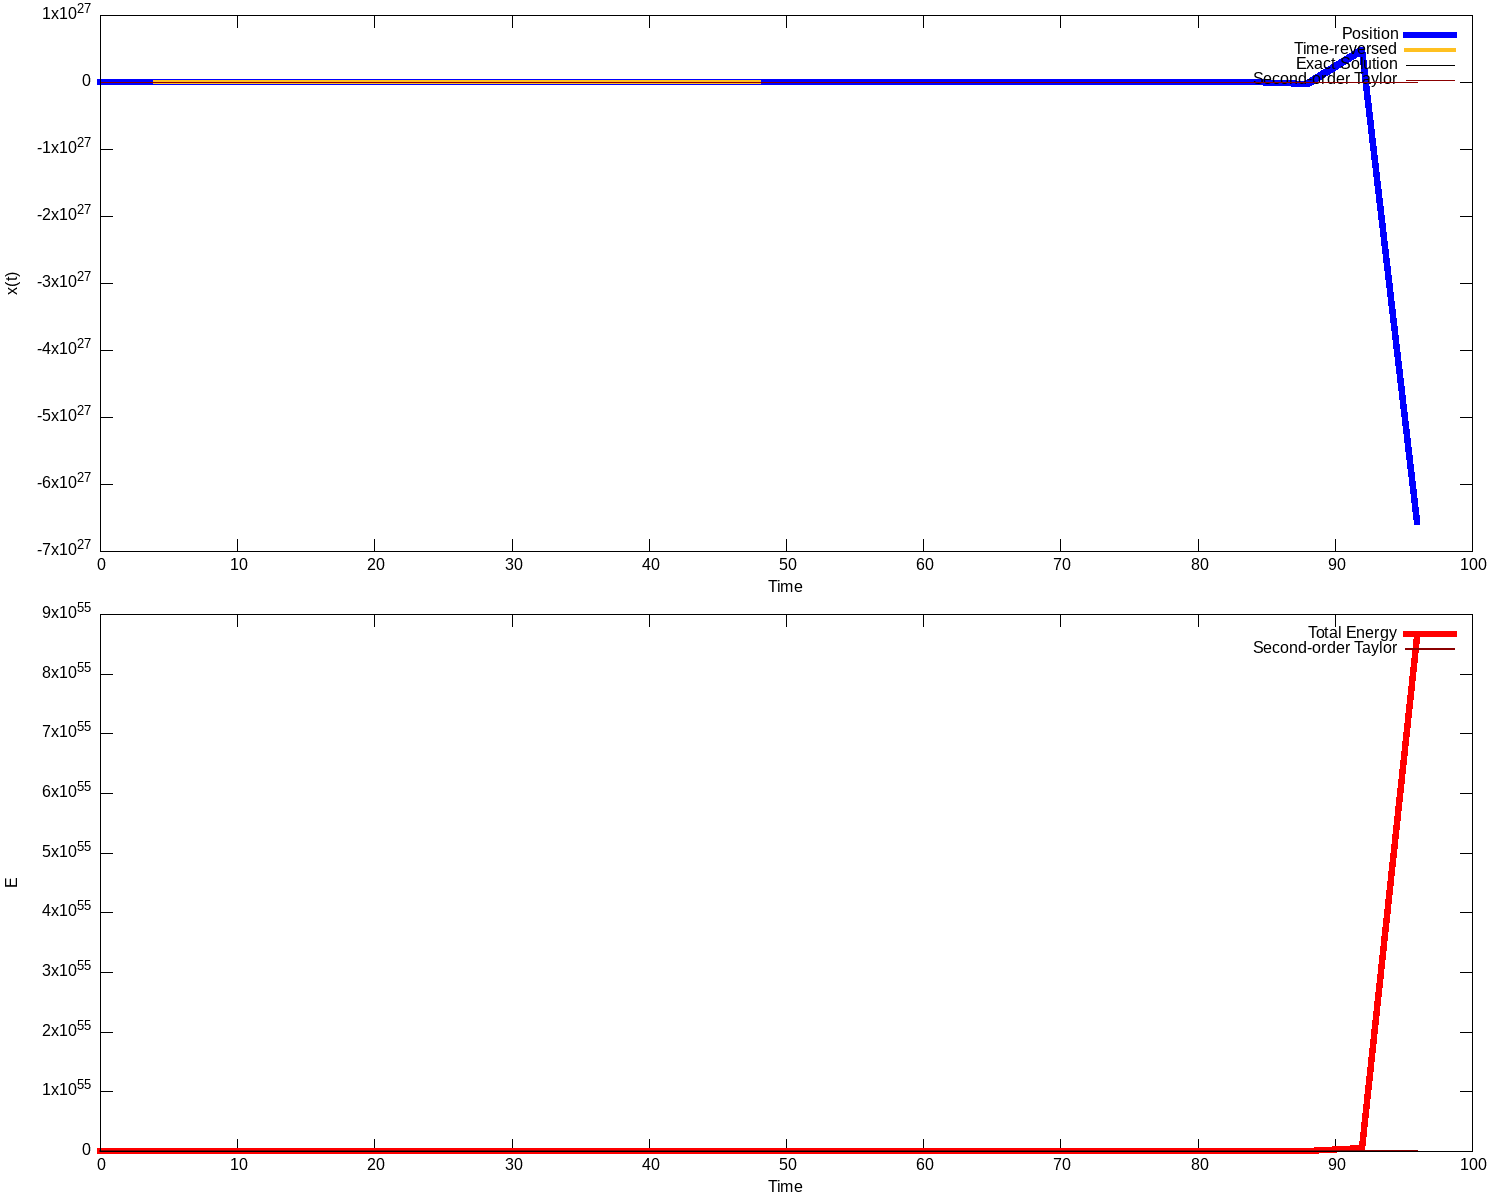 1x10^27
0
-1x10^27
-2x10^27
-3x10^27
-4x10^27
-5x10^27
-6x10^27
-7x10^27
x(t)
Position
Time-reversed
Exact Solution
Second-order Taylor
0 10 20 30 40 50 60 70 80 90 100
Time
9x10^55
8x10^55
7x10^55
6x10^55
5x10^55
4x10^55
3x10^55
2x10^55
1x10^55
0
E
Total Energy
Second-order Taylor
0 10 20 30 40 50 60 70 80 90 100
Time